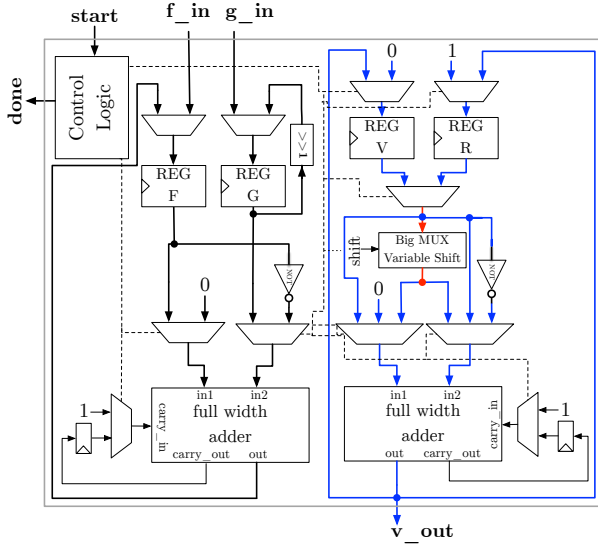 start
f_in g_in
done
Control
Logic
0
1
>>1
REG
F
REG
G
REG
V
REG
R
shift
Big MUX
Variable Shift
NOT
NOT
0
0
in1
in2
full width
adder
carry_in
carry_out
out
1
in1
in2
full width
adder
carry_in
out
carry_out
1
v_out